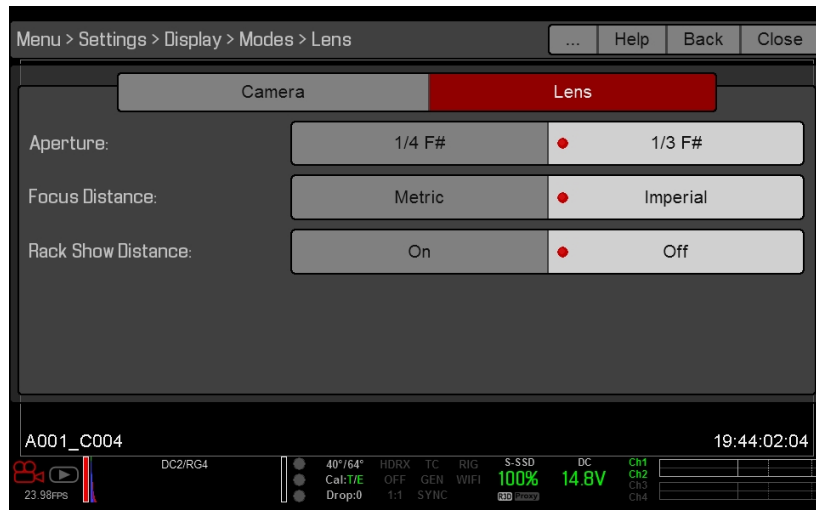 Menu > Settings > Display > Modes > Lens ... Help Back Close
Camera Lens
Aperture: 1/4 F# 1/3 F#
Focus Distance: Metric Imperial
Rack Show Distance: On Off
A001_C004 19:44:02:04
DC2/RG4 40°/64° HDRX TC RIG S-SSD DC Ch1
Cal:T/E OFF GEN WIFI 100% 14.8V Ch2
23.98FPS Drop:0 1:1 SYNC R3D Proxy Ch3
Ch4